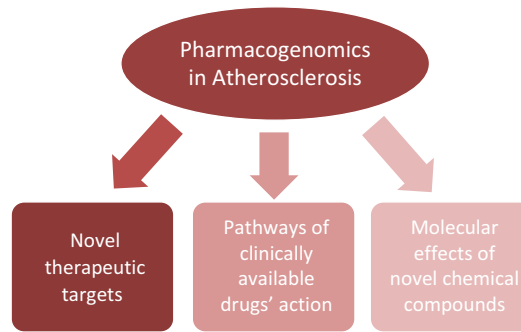 Pharmacogenomics
in Atherosclerosis
Novel
therapeutic
targets
Pathways of
clinically
available
drugs’ action
Molecular
effects of
novel chemical
compounds